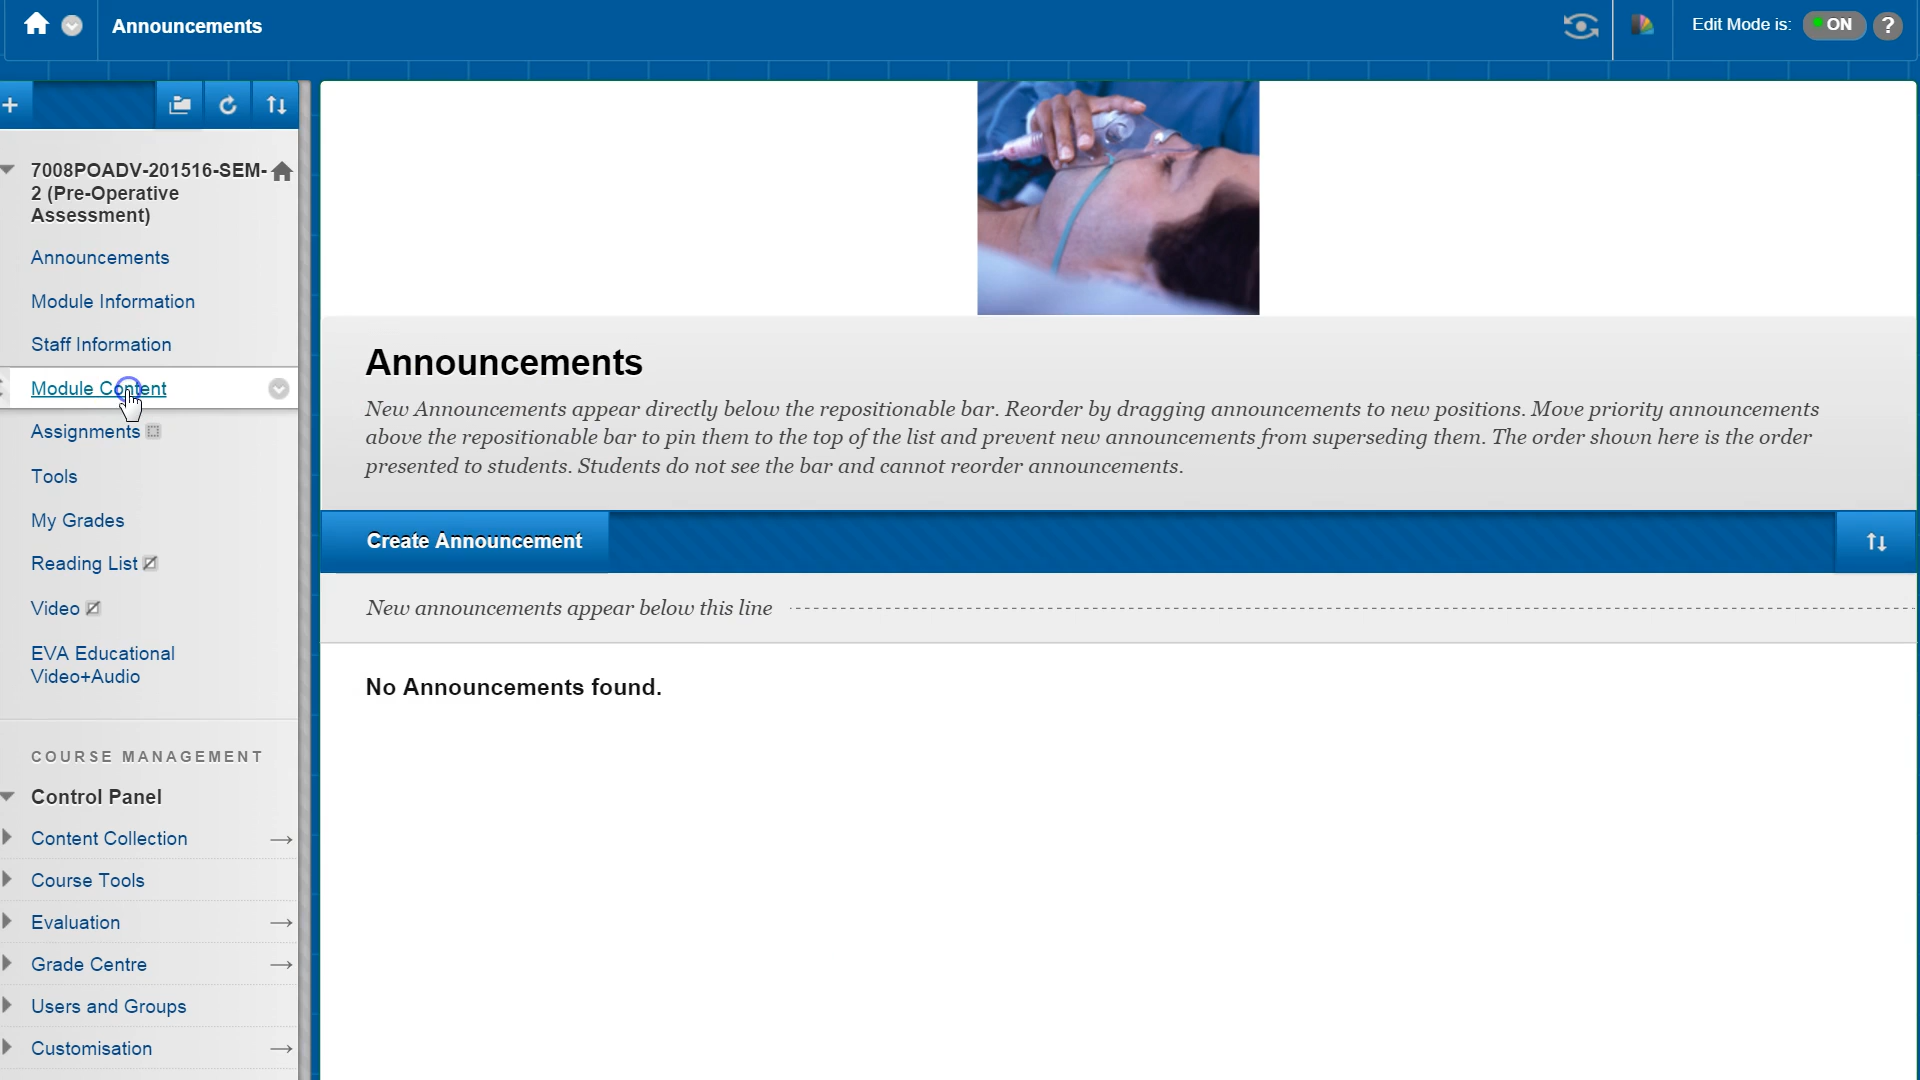 Announcements
Edit Mode is:
ON
?
7008POADV-201516-SEM-
2 (Pre-Operative
Assessment)
Announcements
Module Information
Staff Information
Module Content
Assignments
Tools
My Grades
Reading List
Video
EVA Educational
Video+Audio
COURSE MANAGEMENT
Control Panel
Content Collection
Course Tools
Evaluation
Grade Centre
Users and Groups
Customisation
Announcements
New Announcements appear directly below the repositionable bar. Reorder by dragging announcements to new positions. Move priority announcements
above the repositionable bar to pin them to the top of the list and prevent new announcements from superseding them. The order shown here is the order
presented to students. Students do not see the bar and cannot reorder announcements.
Create Announcement
New announcements appear below this line
No Announcements found.